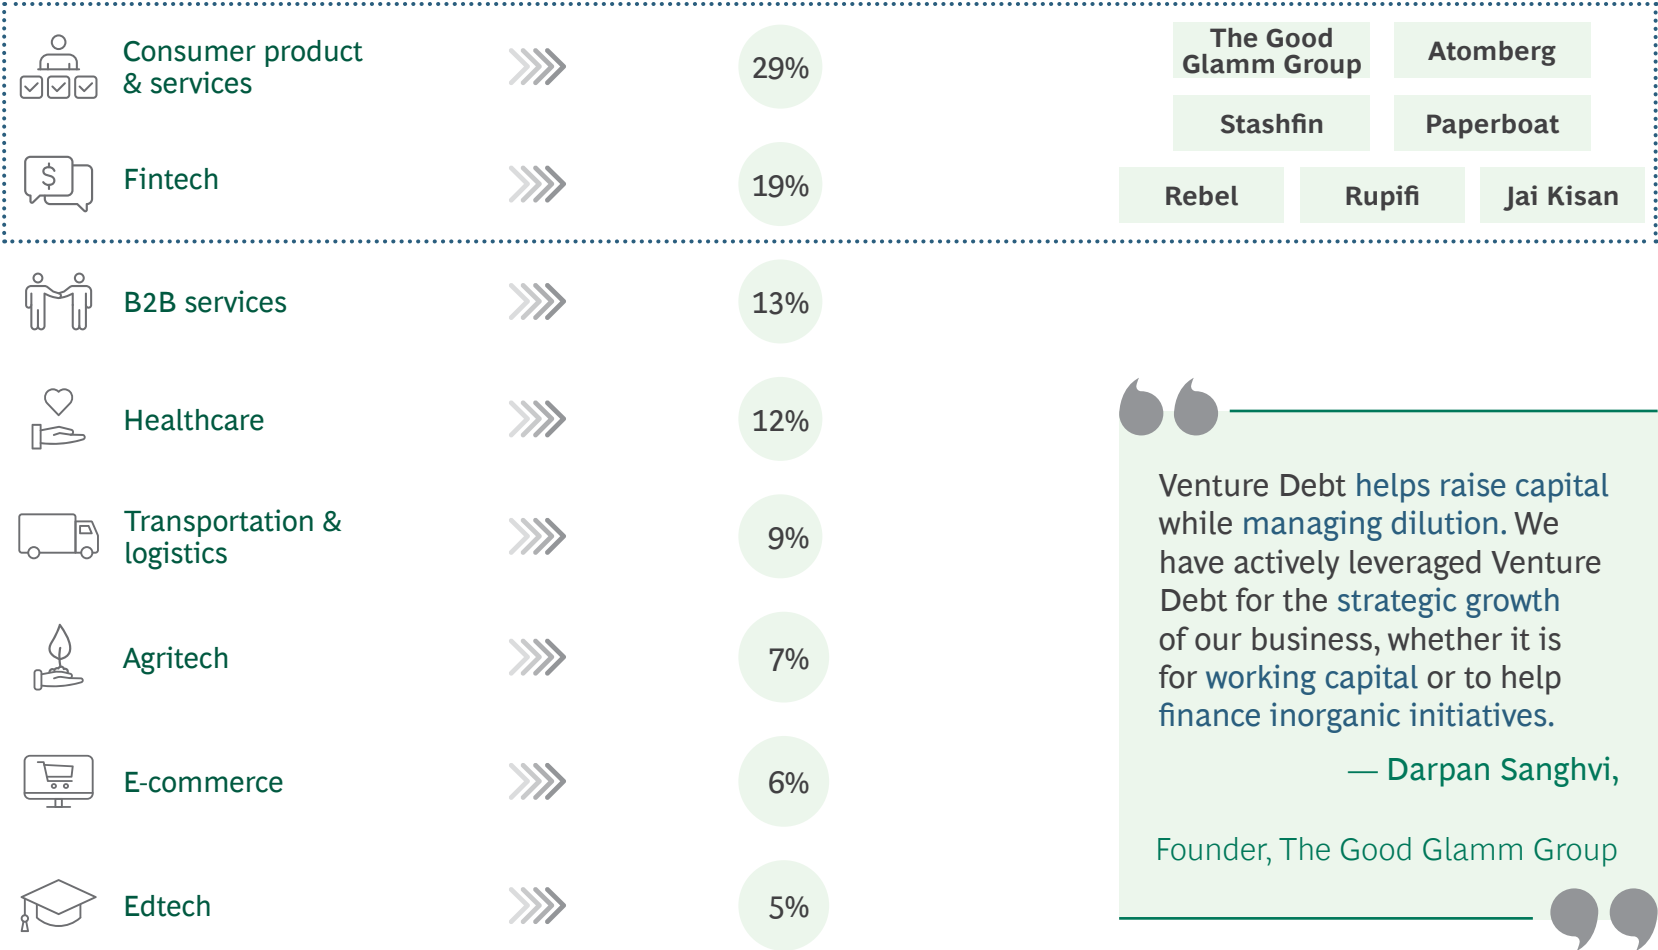 Consumer product
& services
29%
The Good
Glamm Group
Atomberg
Stashfin
Paperboat
Fintech
19%
Rebel
Rupifi
Jai Kisan
B2B services
13%
Healthcare
12%
Transportation &
logistics
9%
Agritech
7%
E-commerce
6%
Edtech
5%
Venture Debt helps raise capital
while managing dilution. We
have actively leveraged Venture
Debt for the strategic growth
of our business, whether it is
for working capital or to help
finance inorganic initiatives.
— Darpan Sanghvi,
Founder, The Good Glamm Group